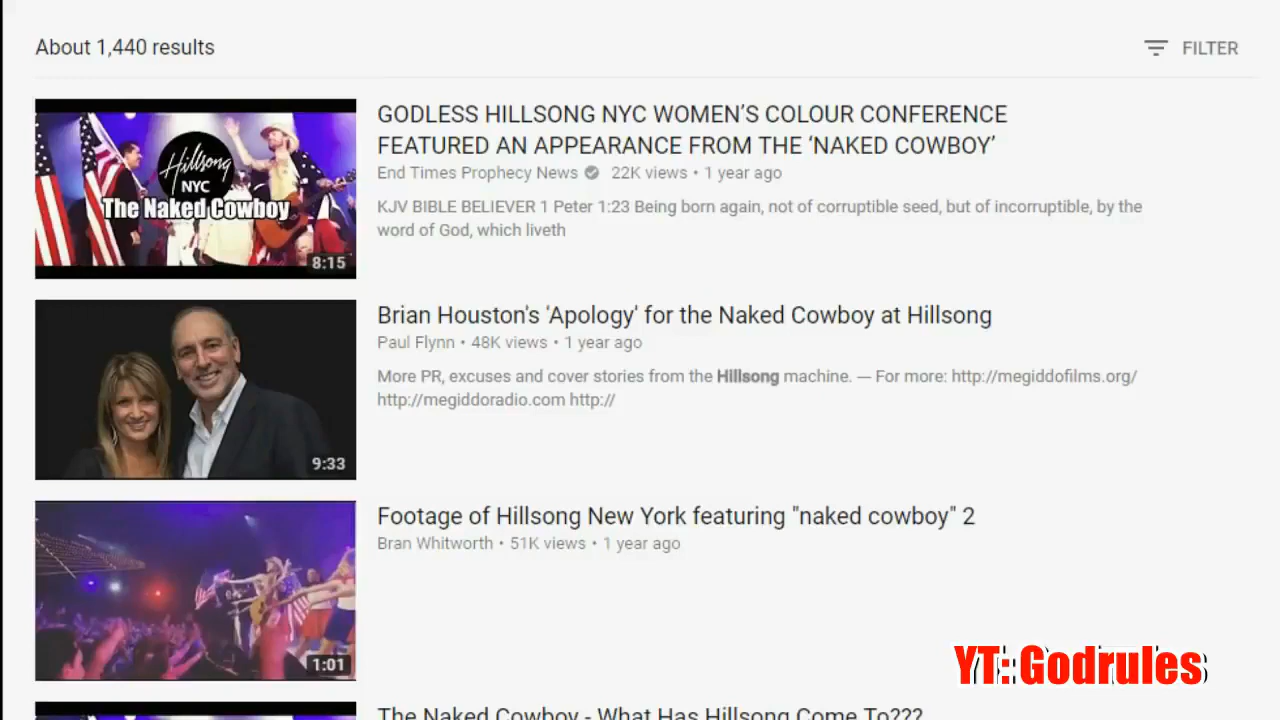 About 1,440 results
FILTER
GODLESS HILLSONG NYC WOMEN'S COLOUR CONFERENCE
FEATURED AN APPEARANCE FROM THE ‘NAKED COWBOY’
End Times Prophecy News 22K views • 1 year ago
KJV BIBLE BELIEVER 1 Peter 1:23 Being born again, not of corruptible seed, but of incorruptible, by the
word of God, which liveth
Hillsong
NYC
The Naked Cowboy
8:15
Brian Houston's 'Apology' for the Naked Cowboy at Hillsong
Paul Flynn • 48K views • 1 year ago
More PR, excuses and cover stories from the Hillsong machine. — For more: http://megiddofilms.org/
http://megiddoradio.com http://
9:33
Footage of Hillsong New York featuring "naked cowboy" 2
Bran Whitworth • 51K views • 1 year ago
1:01
YT: Godrules
The Naked Cowboy - What Has Hillsong Come To???